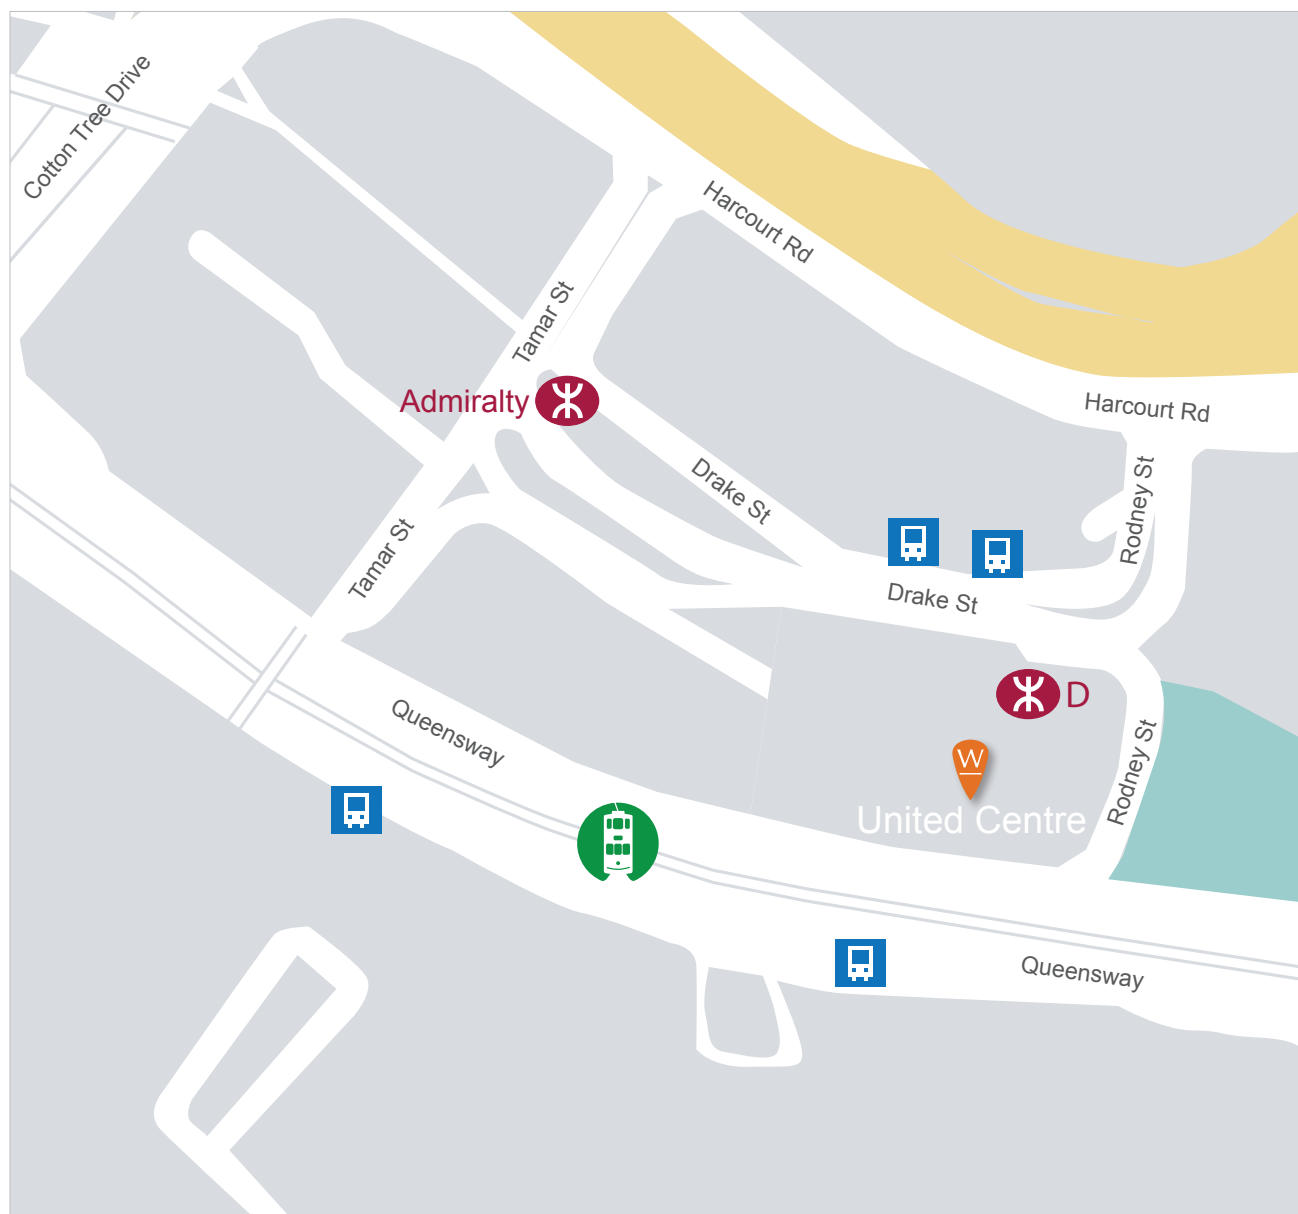 Cotton Tree Drive
Harcourt Rd
Tamar St
Admiralty
Harcourt Rd
Drake St
Rodney St
Tamar St
Drake St
D
Queensway
Rodney St
W
United Centre
Queensway